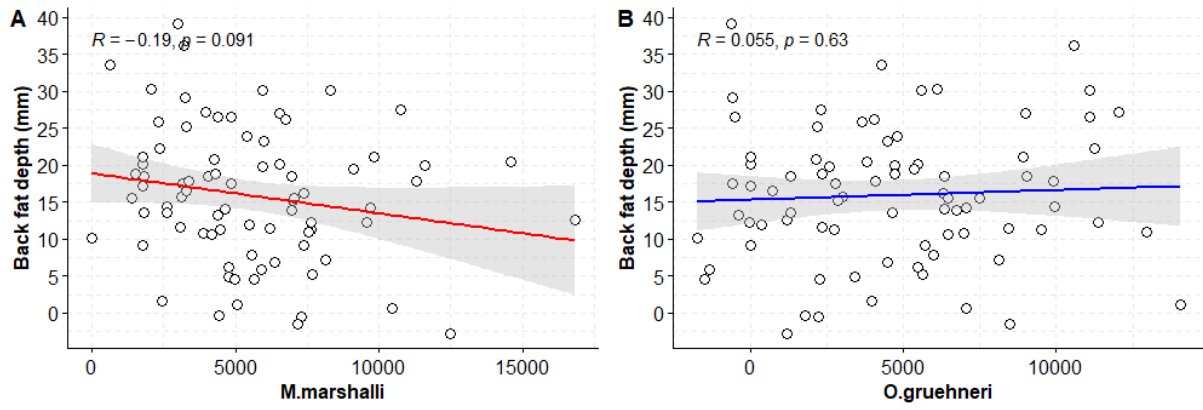 A
B
R = −0.19, p = 0.091
R = 0.055, p = 0.63
Back fat depth (mm)
40
35
30
25
20
15
10
5
0
0 5000 10000 15000
M.marshalli
Back fat depth (mm)
40
35
30
25
20
15
10
5
0
0 5000 10000
O.gruehneri